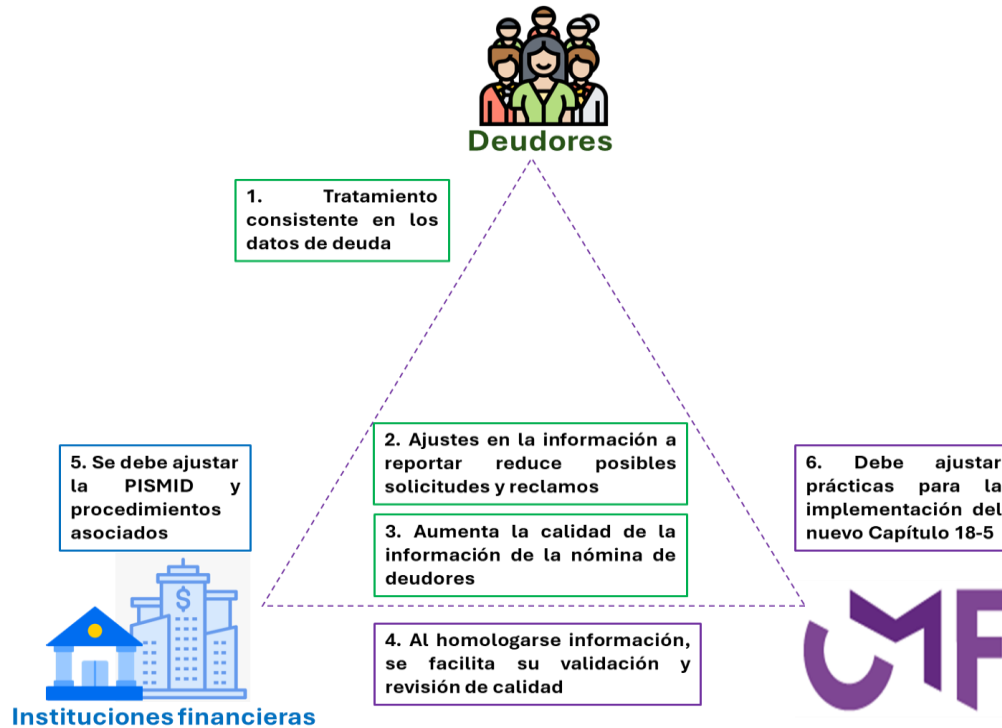 Deudores
1. Tratamiento
consistente en los
datos de deuda
2. Ajustes en la información a
reportar reduce posibles
solicitudes y reclamos
3. Aumenta la calidad de la
información de la nómina de
deudores
4. Al homologarse información,
se facilita su validación y
revisión de calidad
5. Se debe ajustar
la PISMID y
procedimientos
asociados
6. Debe ajustar
prácticas para la
implementación del
nuevo Capítulo 18-5
$
Instituciones financieras
CMF